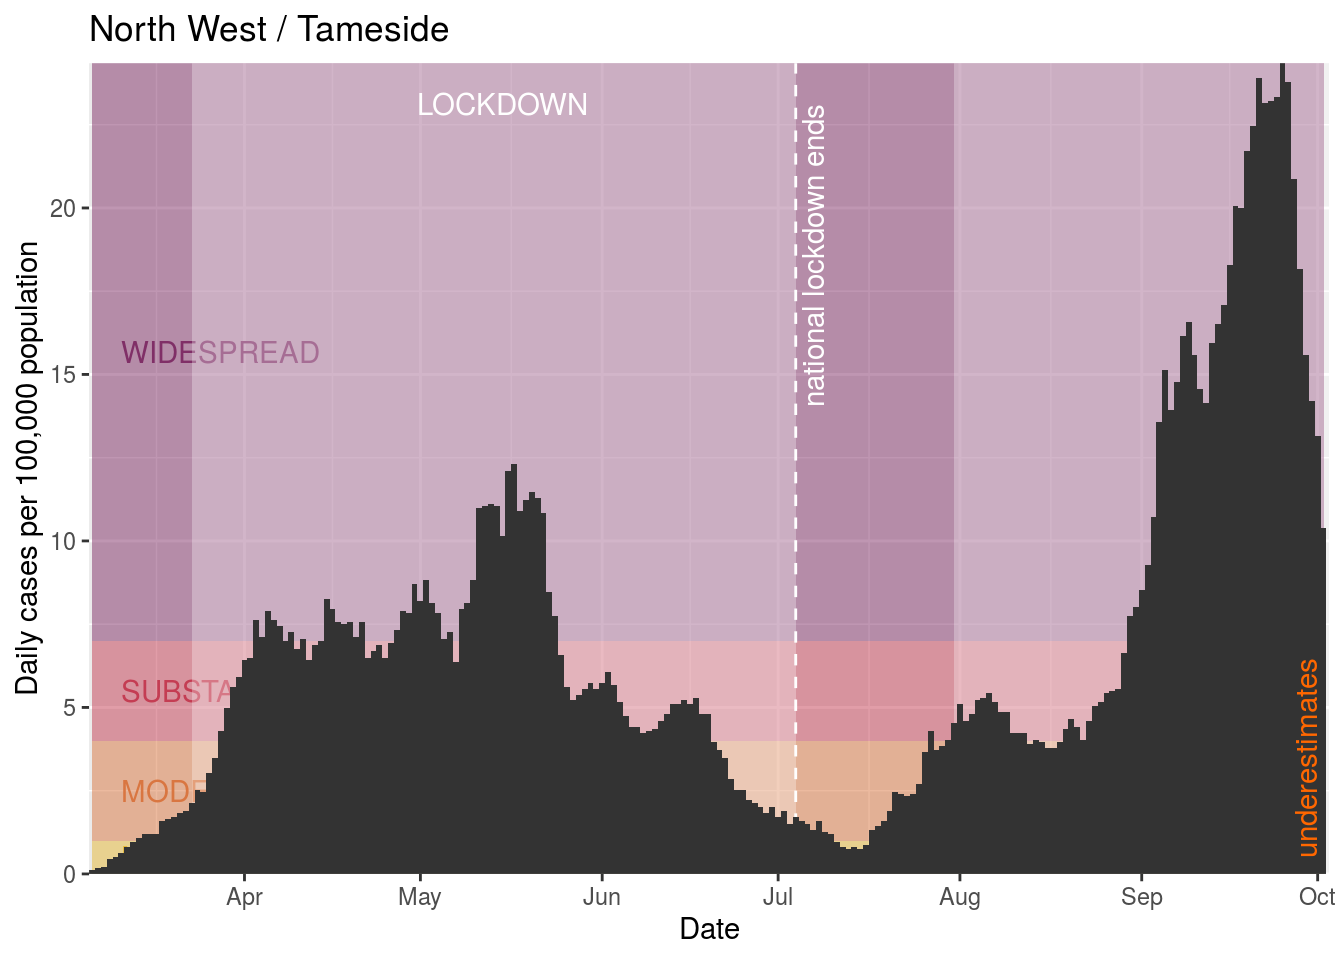 North West / Tameside
LOCKDOWN
national lockdown ends
WIDESPREAD
SUBSTA
MODE
underestimates
Daily cases per 100,000 population
20
15
10
5
0
Apr May Jun Jul Aug Sep Oct
Date